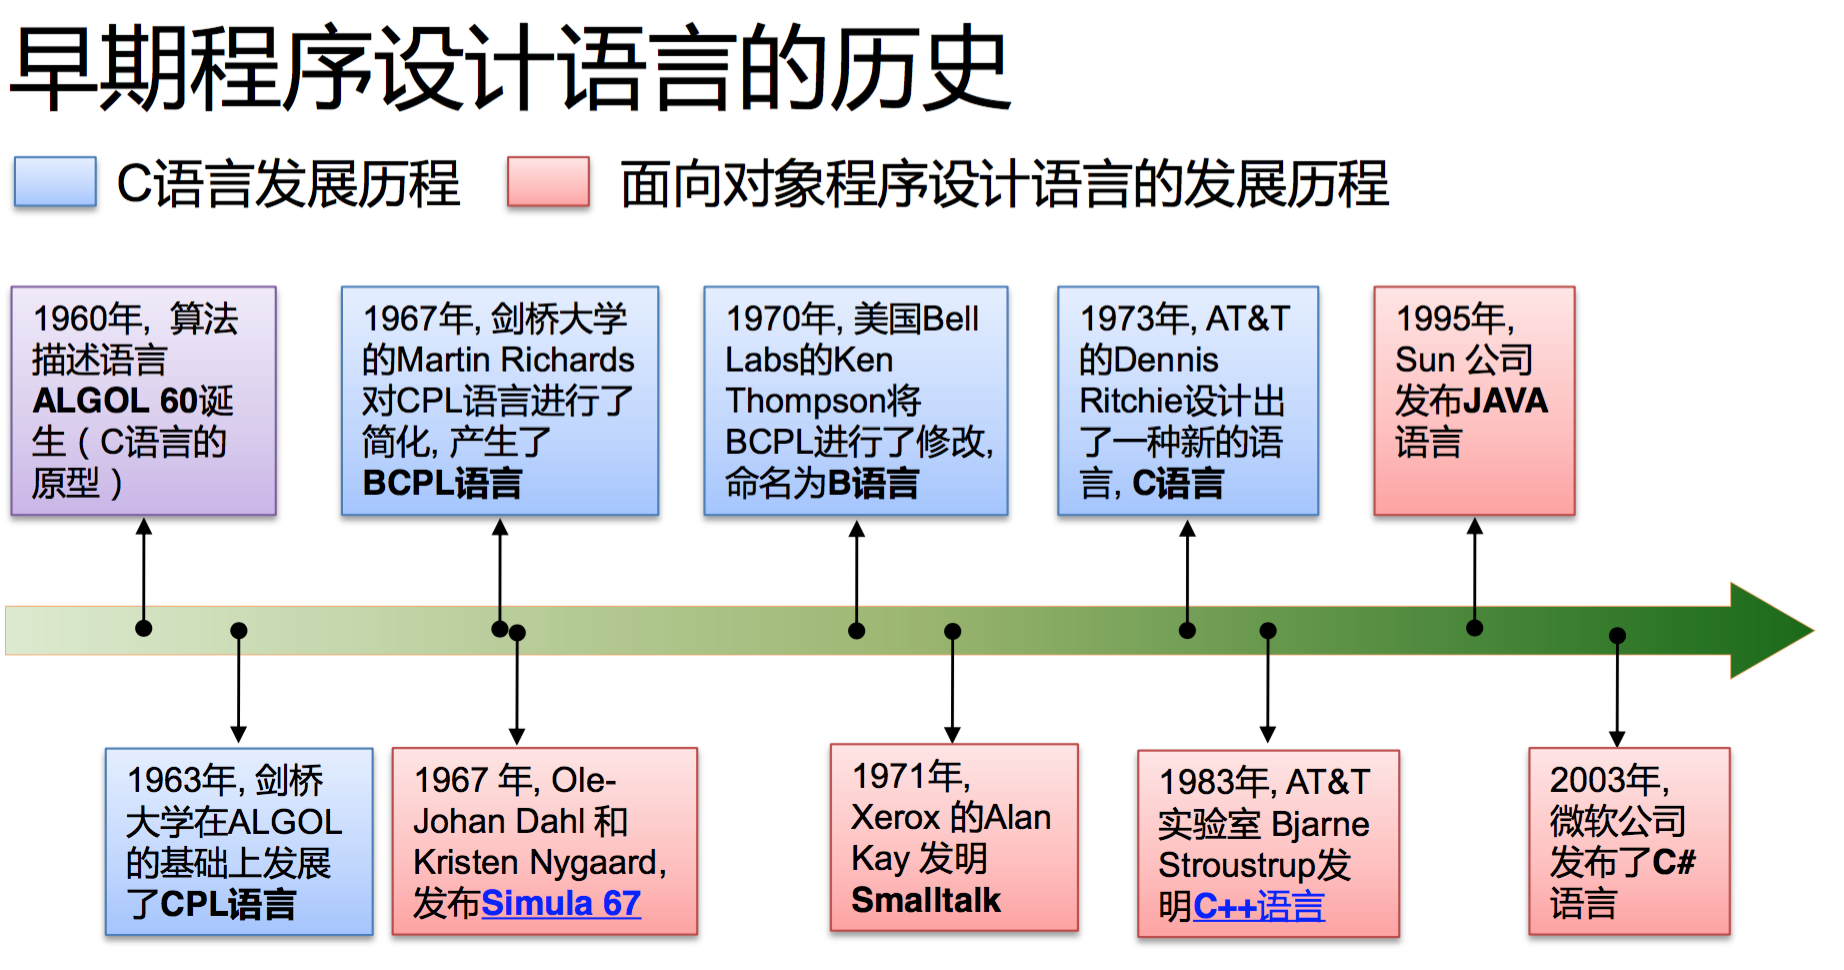 早期程序设计语言的历史
C语言发展历程
面向对象程序设计语言的发展历程
1960年, 算法
描述语言
ALGOL 60诞
生（C语言的
原型）
1967年, 剑桥大学
的Martin Richards
对CPL语言进行了
简化, 产生了
BCPL语言
1970年, 美国Bell
Labs的Ken
Thompson将
BCPL进行了修改,
命名为B语言
1973年, AT&T
的Dennis
Ritchie设计出
了一种新的语
言, C语言
1995年,
Sun 公司
发布JAVA
语言
1963年, 剑桥
大学在ALGOL
的基础上发展
了CPL语言
1967 年, Ole-
Johan Dahl 和
Kristen Nygaard,
发布Simula 67
1971年,
Xerox 的Alan
Kay 发明
Smalltalk
1983年, AT&T
实验室 Bjarne
Stroustrup发
明C++语言
2003年,
微软公司
发布了C#
语言